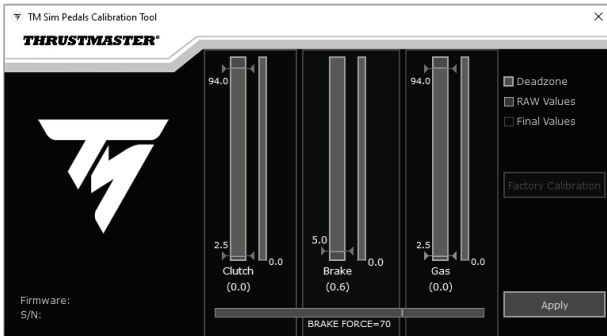 TM Sim Pedals Calibration Tool
THRUSTMASTER®
94.0
94.0
Deadzone
RAW Values
Final Values
Factory Calibration
2.5
5.0
2.5
0.0
0.0
0.0
Clutch
Brake
Gas
(0.0)
(0.6)
(0.0)
Firmware:
S/N:
Apply
BRAKE FORCE=70